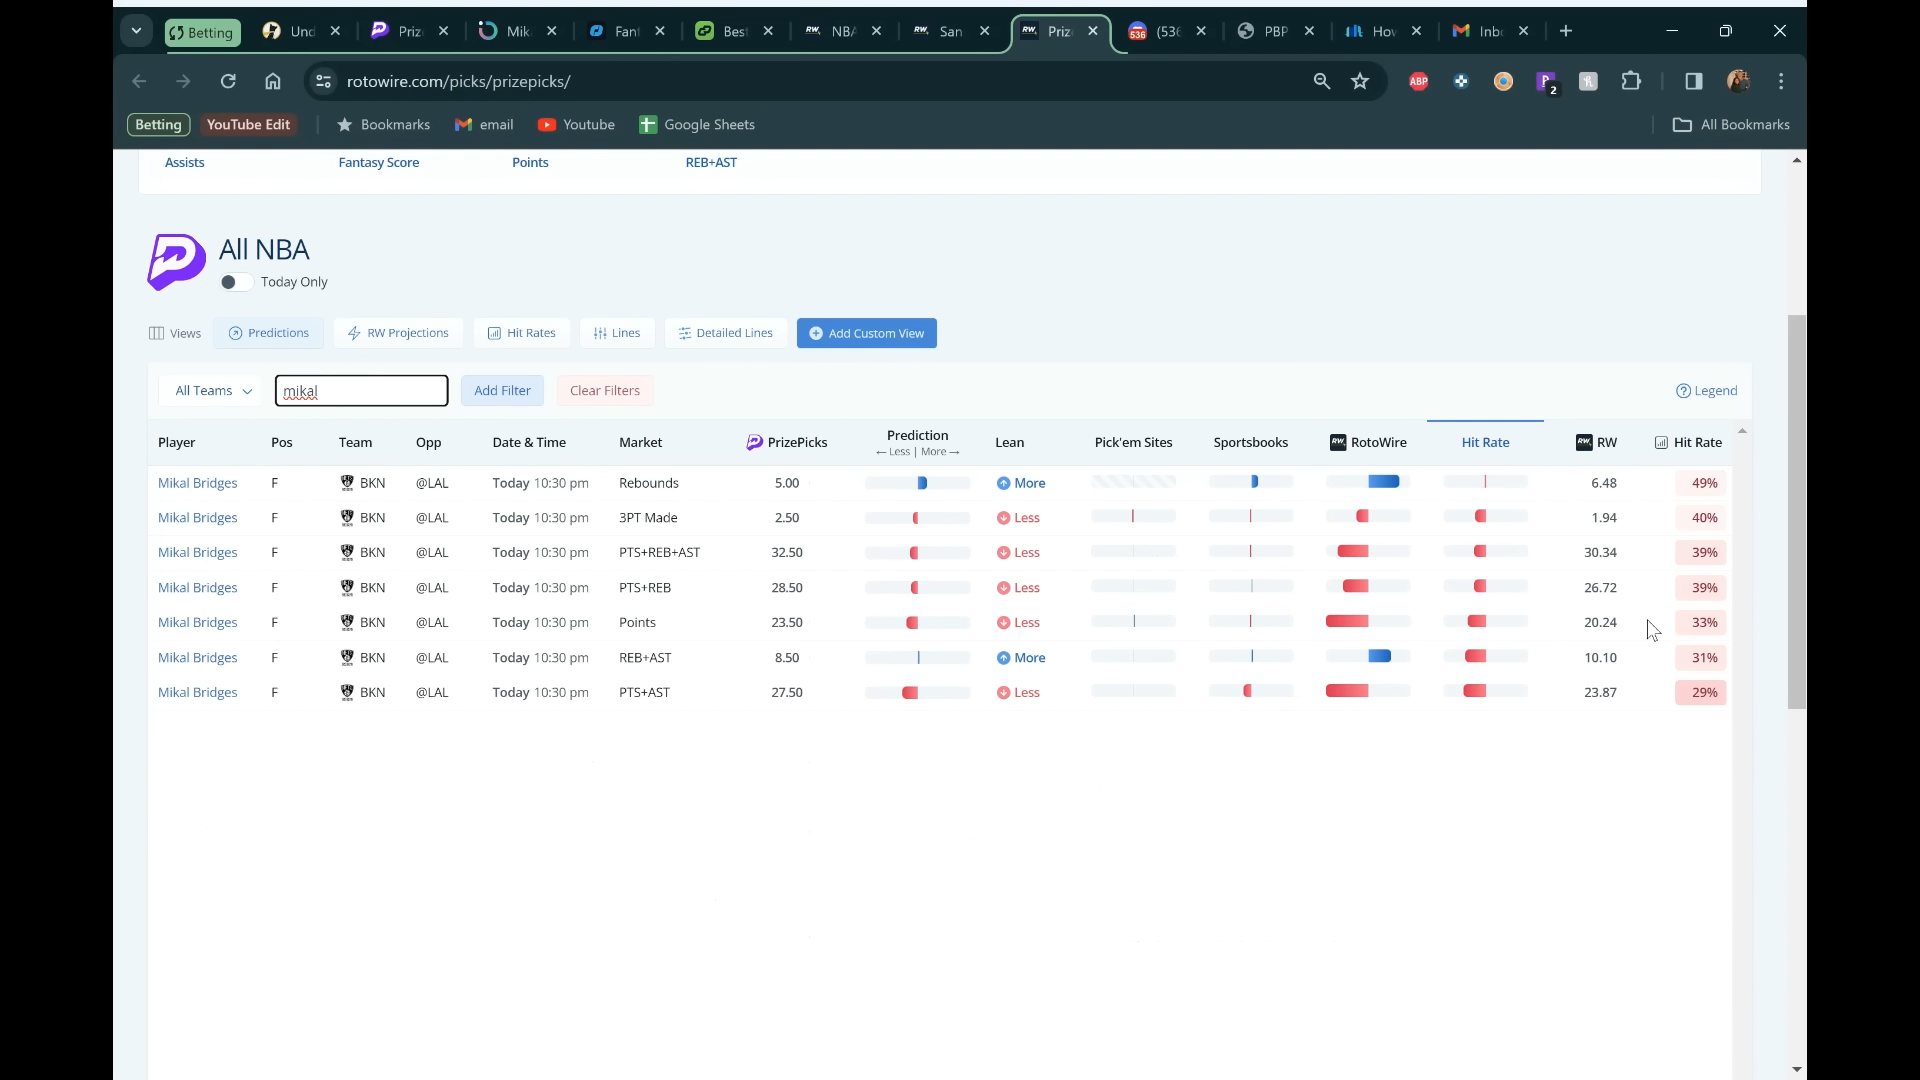 Betting Und Priz Mik Fant Best NBA San Priz 536 (536 PBP How Inb
rotowire.com/picks/prizepicks/ ABP 2
Betting YouTube Edit Bookmarks email Youtube Google Sheets All Bookmarks
Assists Fantasy Score Points REB+AST
All NBA
Today Only
Views Predictions RW Projections Hit Rates Lines Detailed Lines Add Custom View
All Teams mikal Add Filter Clear Filters Legend
Player Pos Team Opp Date & Time Market PrizePicks Prediction Lean Pick'em Sites Sportsbooks RW RotoWire Hit Rate RW RW Hit Rate
← Less | More →
Mikal Bridges F BKN @LAL Today 10:30 pm Rebounds 5.00 More 6.48 49%
Mikal Bridges F BKN @LAL Today 10:30 pm 3PT Made 2.50 Less 1.94 40%
Mikal Bridges F BKN @LAL Today 10:30 pm PTS+REB+AST 32.50 Less 30.34 39%
Mikal Bridges F BKN @LAL Today 10:30 pm PTS+REB 28.50 Less 26.72 39%
Mikal Bridges F BKN @LAL Today 10:30 pm Points 23.50 Less 20.24 33%
Mikal Bridges F BKN @LAL Today 10:30 pm REB+AST 8.50 More 10.10 31%
Mikal Bridges F BKN @LAL Today 10:30 pm PTS+AST 27.50 Less 23.87 29%